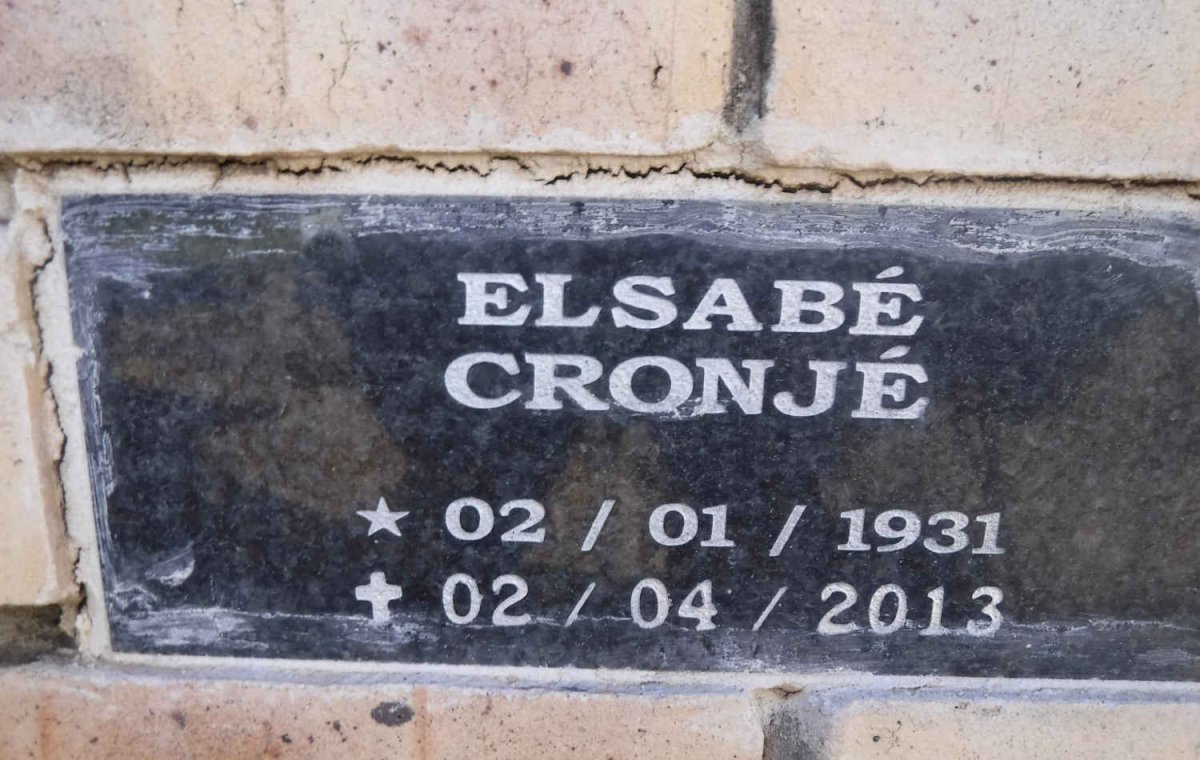 ELSABÉ
CRONJÉ
★ 02 / 01 / 1931
✝ 02 / 04 / 2013